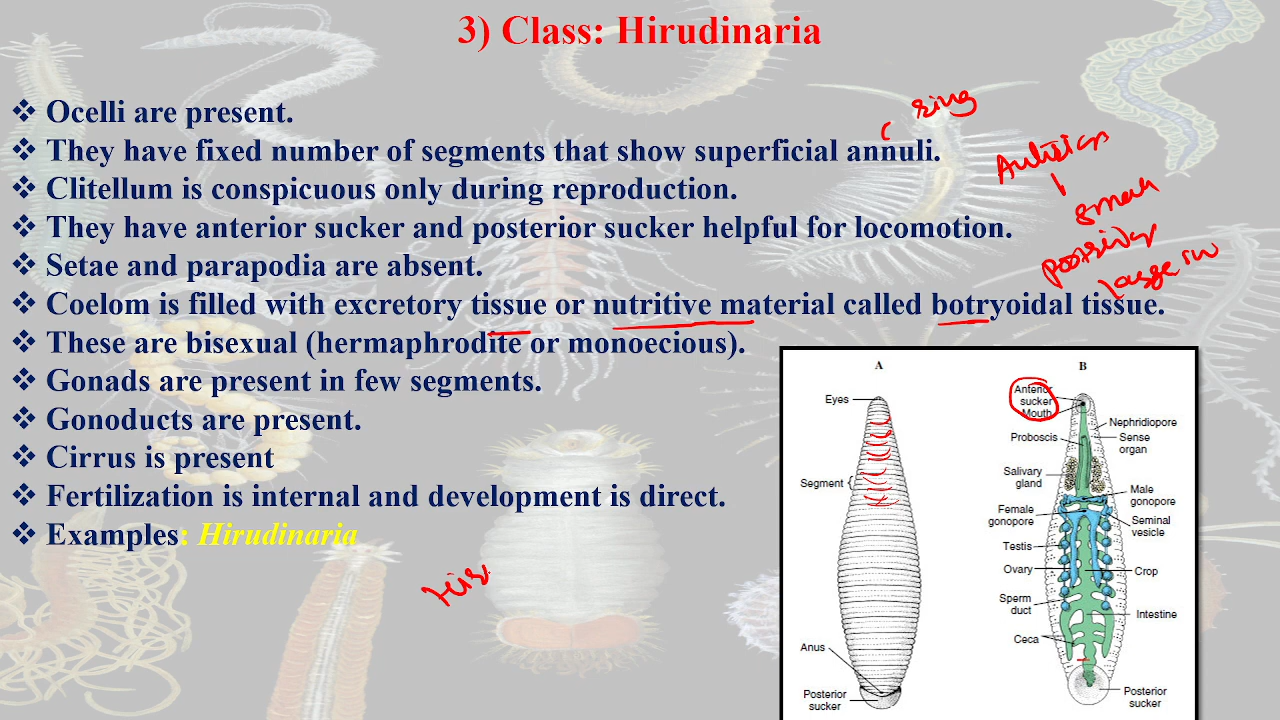 3) Class: Hirudinaria
❖ Ocelli are present.
ring
❖ They have fixed number of segments that show superficial annuli.
❖ Clitellum is conspicuous only during reproduction.
small
❖ They have anterior sucker and posterior sucker helpful for locomotion.
❖ Setae and parapodia are absent.
❖ Coelom is filled with excretory tissue or nutritive material called botryoidal tissue.
❖ These are bisexual (hermaphrodite or monoecious).
❖ Gonads are present in few segments.
❖ Gonoducts are present.
❖ Cirrus is present
❖ Fertilization is internal and development is direct.
❖ Examples: Hirudinaria
A
Eyes
Segment
Anus
Posterior
sucker
B
Anterior
sucker
Mouth
Proboscis
Salivary
gland
Female
gonopore
Testis
Ovary
Sperm
duct
Ceca
Nephridiopore
Sense
organ
Male
gonopore
Seminal
vesicle
Crop
Intestine
Posterior
sucker